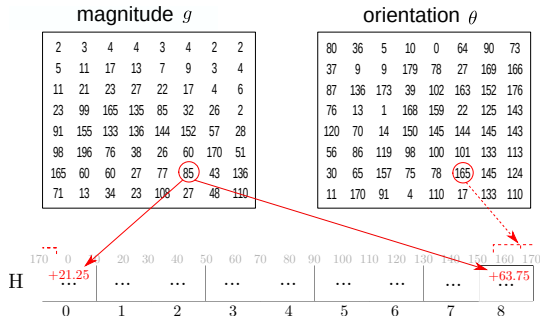 magnitude g orientation θ
2 3 4 4 3 4 2 2 80 36 5 10 0 64 90 73
5 11 17 13 7 9 3 4 37 9 9 179 78 27 169 166
11 21 23 27 22 17 4 6 87 136 173 39 102 163 152 176
23 99 165 135 85 32 26 2 76 13 1 168 159 22 125 143
91 155 133 136 144 152 57 28 120 70 14 150 145 144 145 143
98 196 76 38 26 60 170 51 56 86 119 98 100 101 133 113
165 60 60 27 77 85 43 136 30 65 157 75 78 165 145 124
71 13 34 23 108 27 48 110 11 170 91 4 110 17 133 110
170 0 10 20 30 40 50 60 70 80 90 100 110 120 130 140 150 160 170
H +21.25 ... ... ... ... ... ... ... ... +63.75 ...
0 1 2 3 4 5 6 7 8